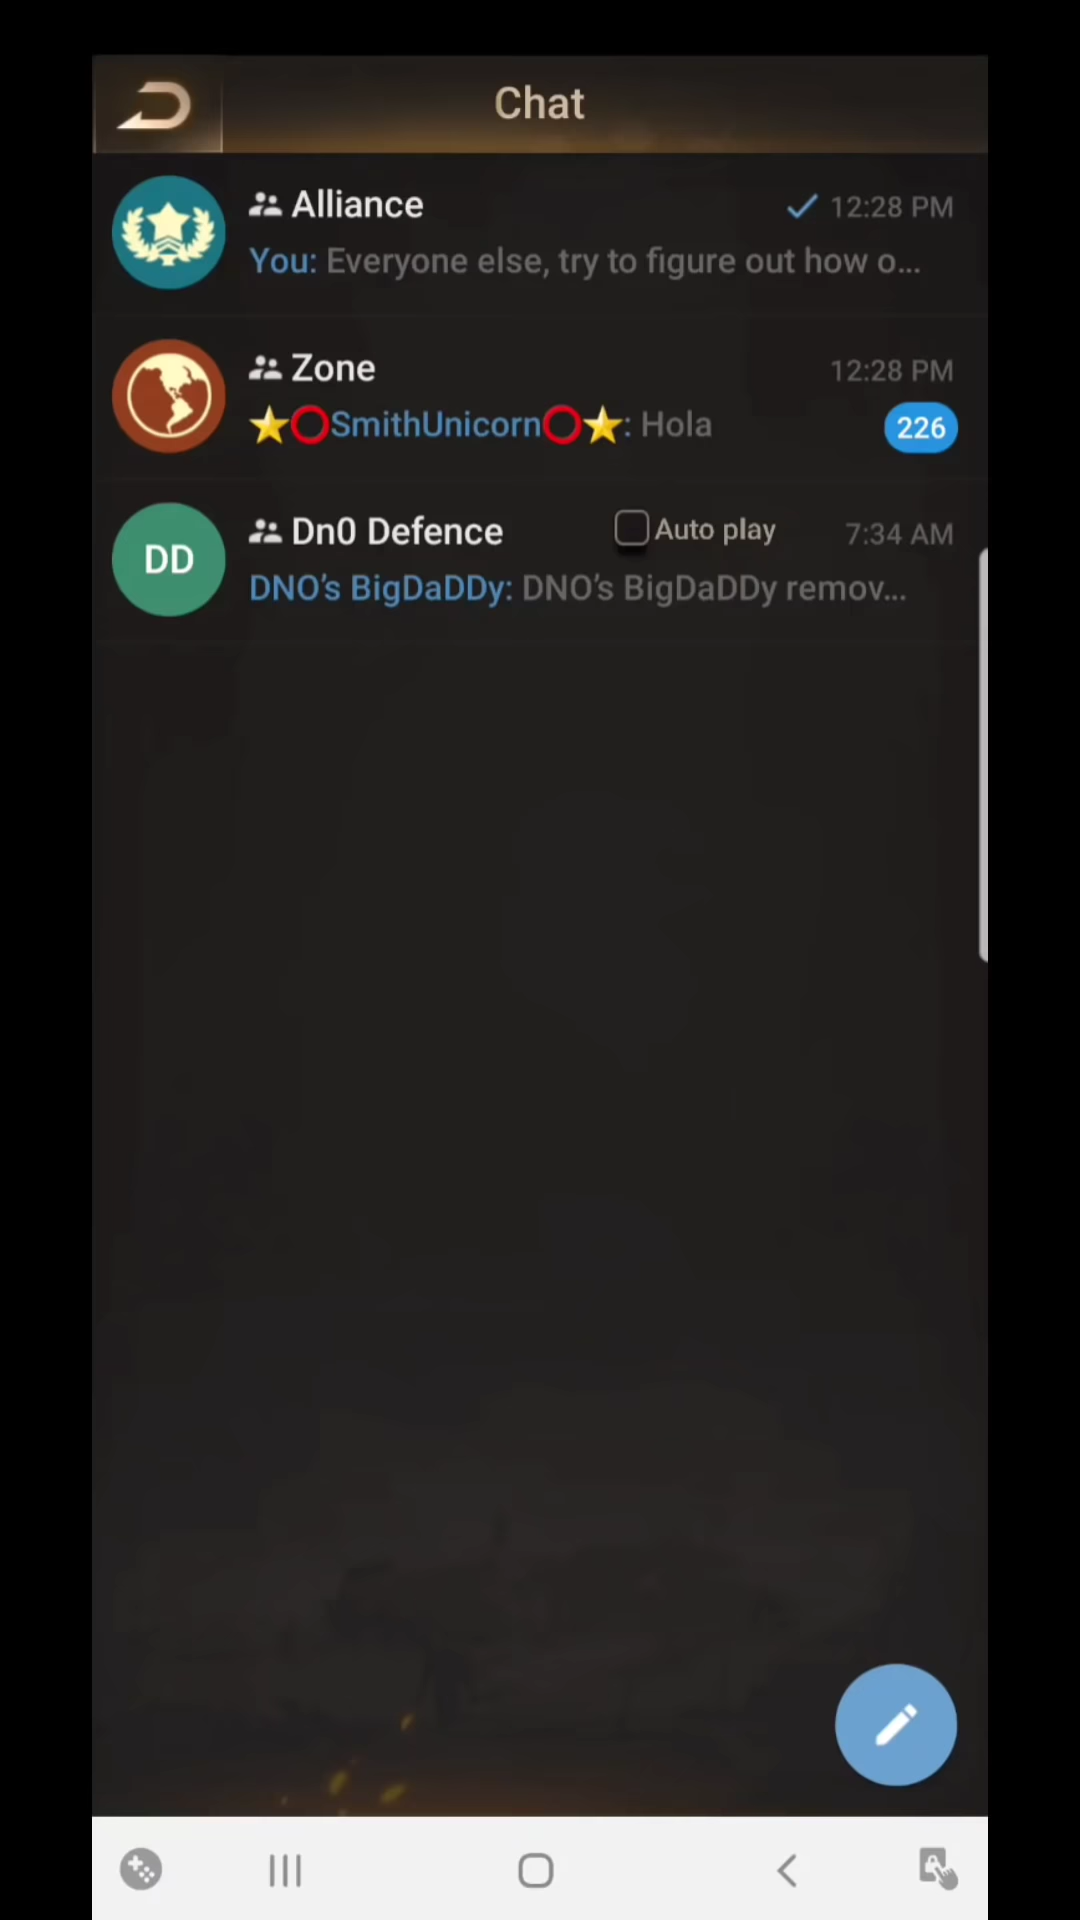 Chat
Alliance
12:28 PM
You: Everyone else, try to figure out how o...
Zone
12:28 PM
⭐⭕SmithUnicorn⭕⭐: Hola
226
DD
Dn0 Defence
Auto play
7:34 AM
DNO's BigDaDDy: DNO's BigDaDDy remov...